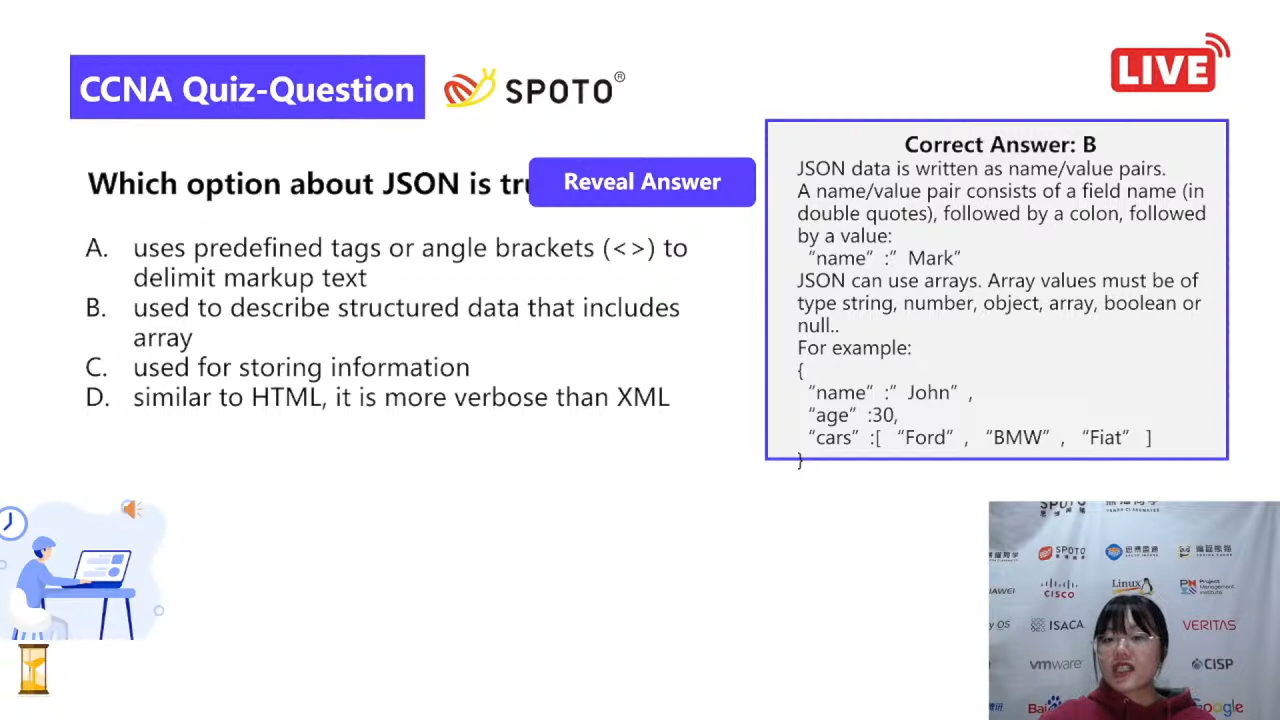 LIVE
CCNA Quiz-Question
SPOTO®
Correct Answer: B
JSON data is written as name/value pairs.
A name/value pair consists of a field name (in
double quotes), followed by a colon, followed
by a value:
“name” :” Mark”
JSON can use arrays. Array values must be of
type string, number, object, array, boolean or
null..
For example:
{
“name” :” John” ,
“age” :30,
“cars” :[ “Ford” , “BMW” , “Fiat” ]
}
Which option about JSON is tru
Reveal Answer
A. uses predefined tags or angle brackets (<>) to
delimit markup text
B. used to describe structured data that includes
array
C. used for storing information
D. similar to HTML, it is more verbose than XML
SPOTO
CISCO
Linux
Project
Management
Institute
OS
ISACA
VERITAS
vmware
CISP
Bai
Google